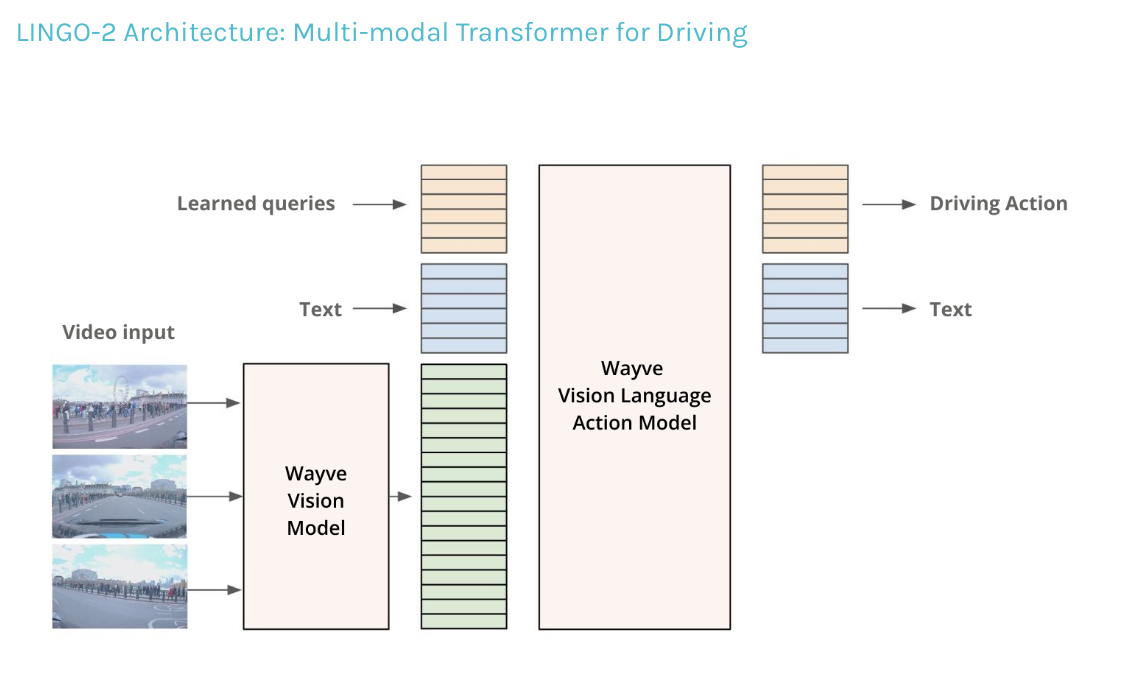 LINGO-2 Architecture: Multi-modal Transformer for Driving
Learned queries
Driving Action
Text
Text
Video input
Wayve
Vision Language
Action Model
Wayve
Vision
Model